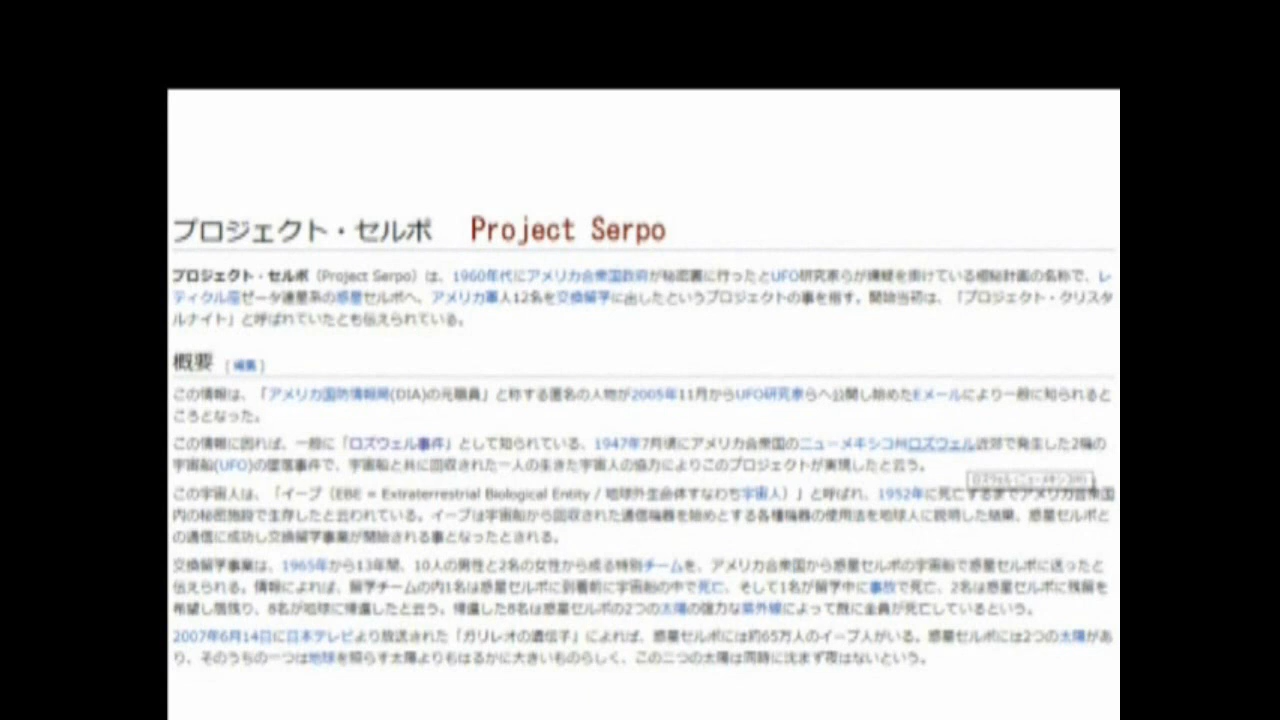 プロジェクト・セルポ Project Serpo
プロジェクト・セルポ（Project Serpo）は、1960年代にアメリカ合衆国政府が秘密裏に行ったとUFO研究家らが嫌疑を掛けている極秘計画の名称で、レ
ティクル座ゼータ連星系の惑星セルポへ、アメリカ軍人12名を交換留学に出したというプロジェクトの事を指す。開始当初は、「プロジェクト・クリスタ
ルナイト」と呼ばれていたとも伝えられている。
概要 [編集]
この情報は、「アメリカ国防情報局(DIA)の元職員」と称する匿名の人物が2005年11月からUFO研究家らへ公開し始めたEメールにより一般に知られると
ころとなった。
この情報に因れば、一般に「ロズウェル事件」として知られている、1947年7月頃にアメリカ合衆国のニューメキシコ州ロズウェル近郊で発生した2機の
宇宙船(UFO)の墜落事件で、宇宙船と共に回収された一人の生きた宇宙人の協力によりこのプロジェクトが実現したと云う。
ロズウェル (ニューメキシコ州)
この宇宙人は、「イーブ（EBE = Extraterrestrial Biological Entity / 地球外生命体すなわち宇宙人）」と呼ばれ、1952年に死亡するまでアメリカ合衆国
内の秘密施設で生存したと云われている。イーブは宇宙船から回収された通信機器を始めとする各種機器の使用法を地球人に説明した結果、惑星セルポと
の通信に成功し交換留学事業が開始される事となったとされる。
交換留学事業は、1965年から13年間、10人の男性と2名の女性から成る特別チームを、アメリカ合衆国から惑星セルポの宇宙船で惑星セルポに送ったと
伝えられる。情報によれば、留学チームの内1名は惑星セルポに到着前に宇宙船の中で死亡、そして1名が留学中に事故で死亡、2名は惑星セルポに残留を
希望し居残り、8名が地球に帰還したと云う。帰還した8名は惑星セルポの2つの太陽の強力な紫外線によって既に全員が死亡しているという。
2007年6月14日に日本テレビより放送された「ガリレオの遺伝子」によれば、惑星セルポには約65万人のイーブ人がいる。惑星セルポには2つの太陽があ
り、そのうちの一つは地球を照らす太陽よりもはるかに大きいものらしく、この二つの太陽は同時に沈まず夜はないという。